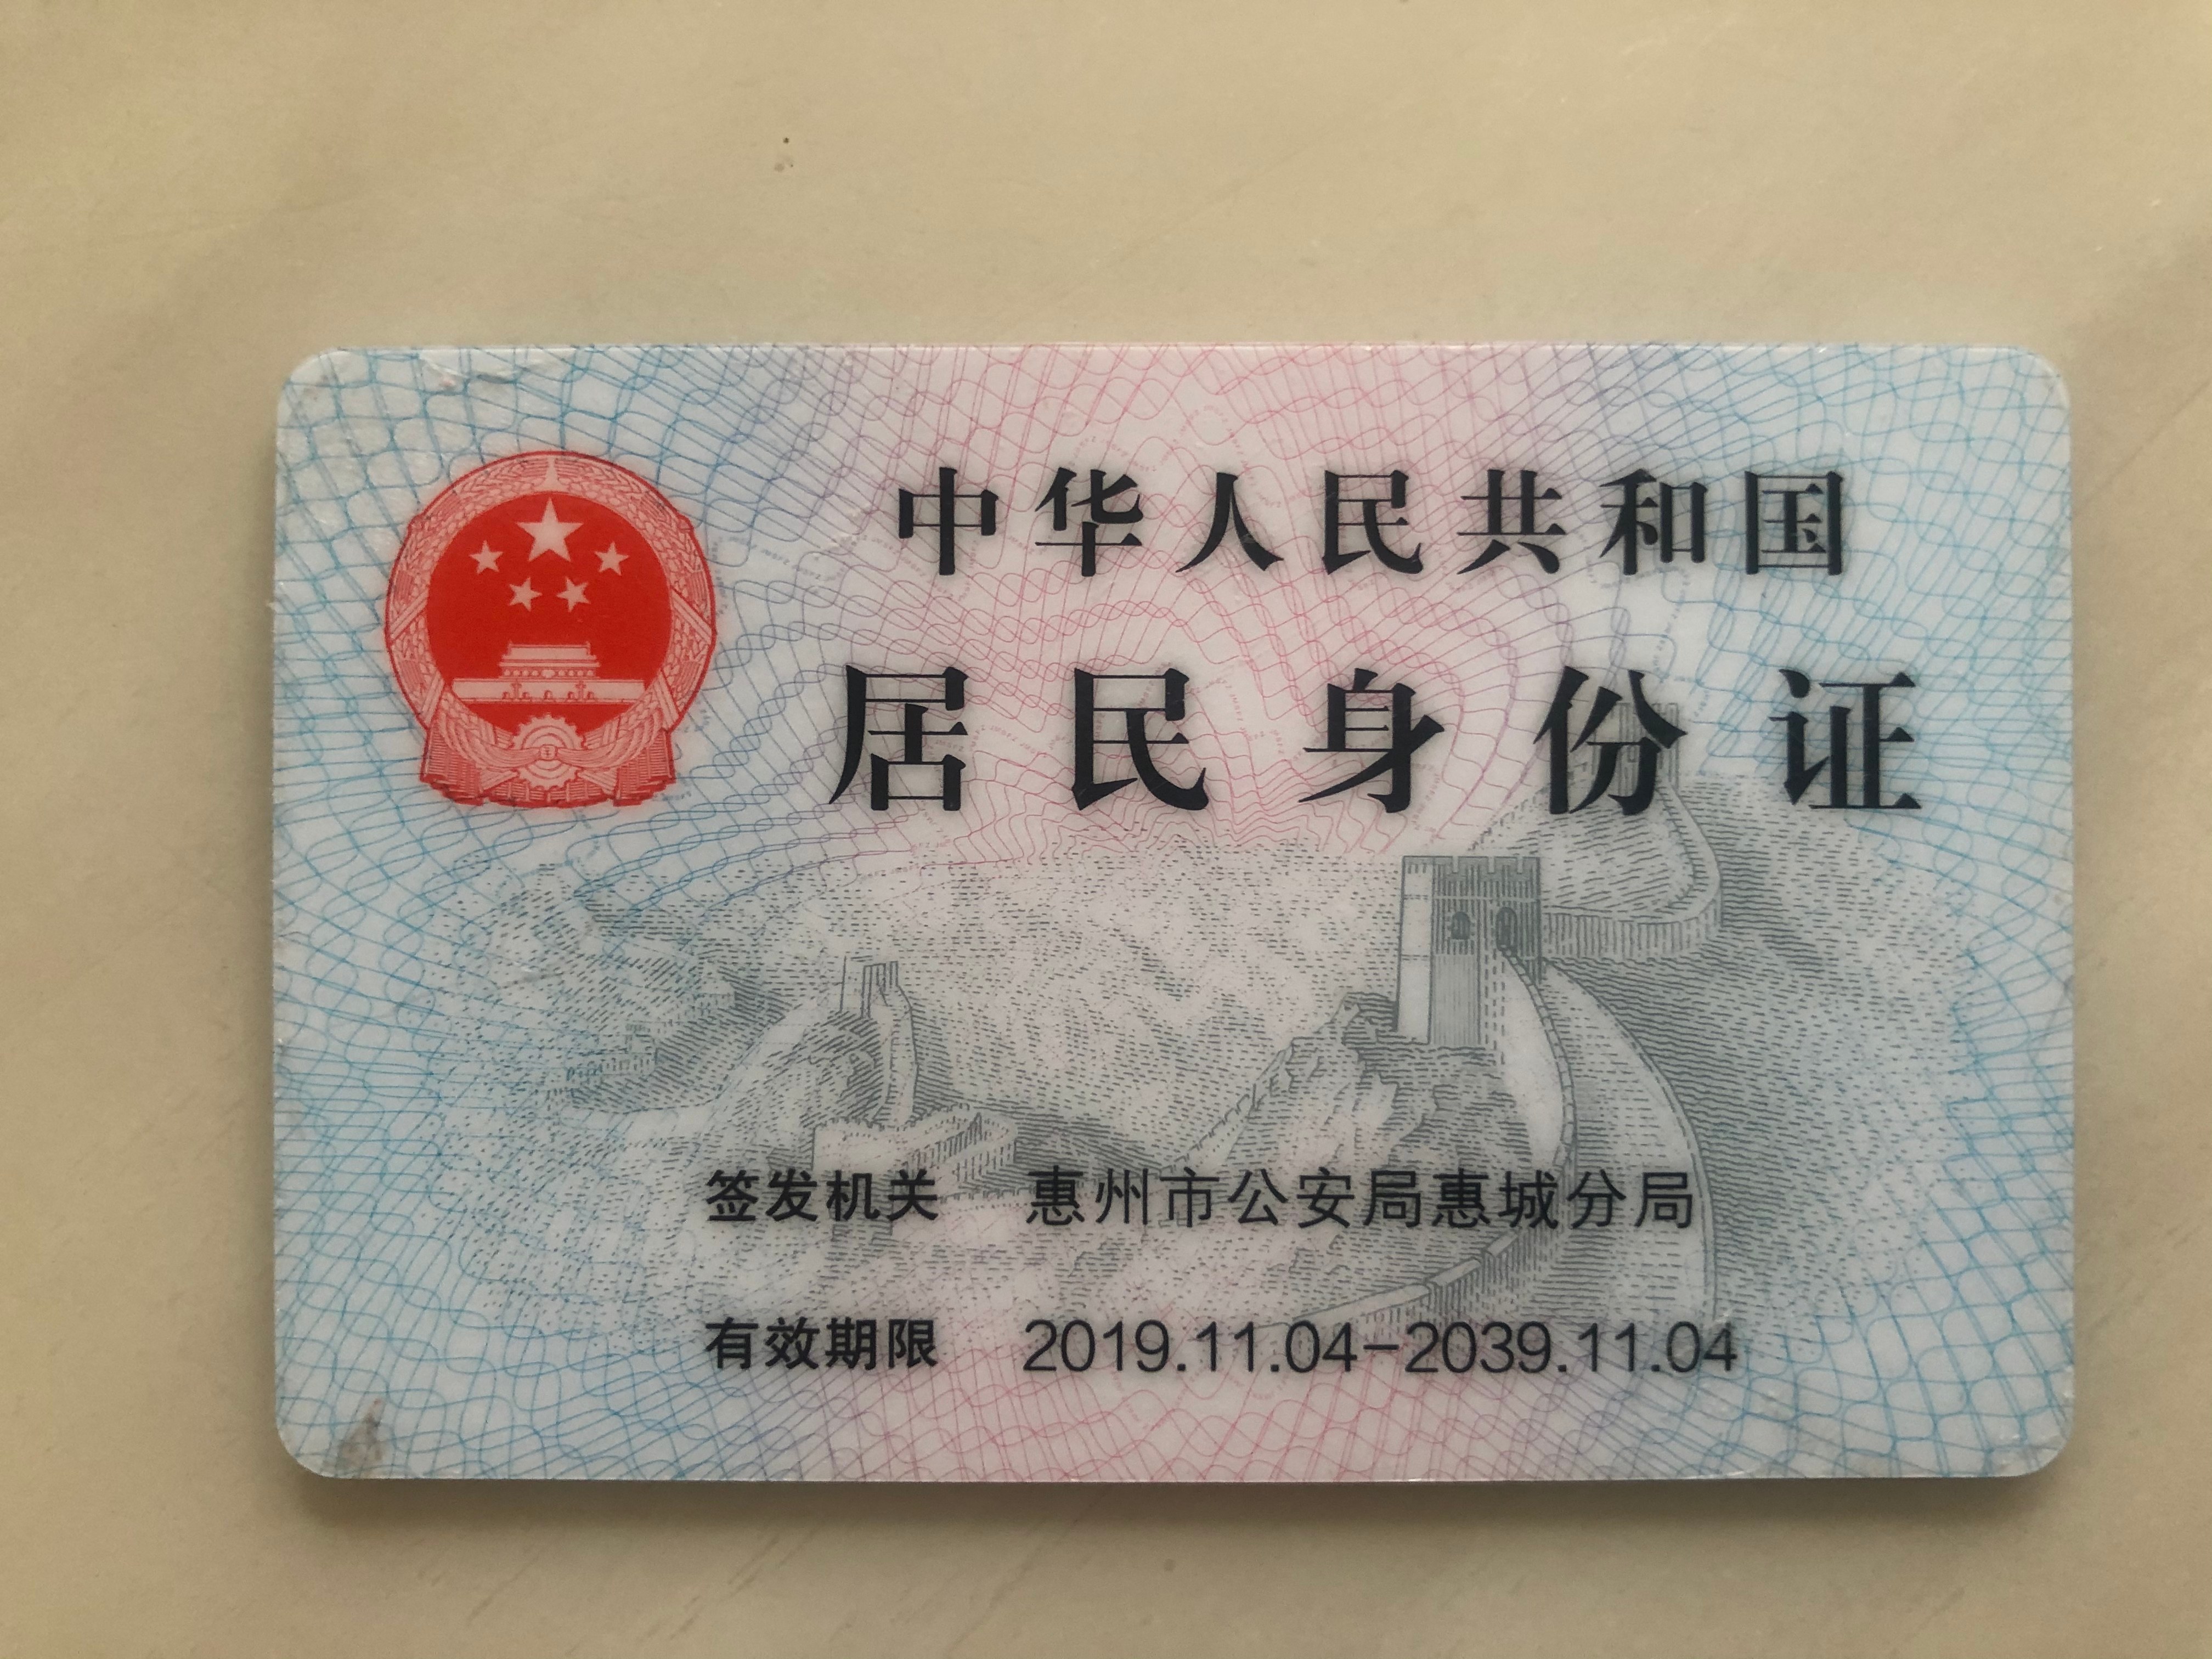 中华人民共和国
居民身份证
签发机关 惠州市公安局惠城分局
有效期限 2019.11.04-2039.11.04